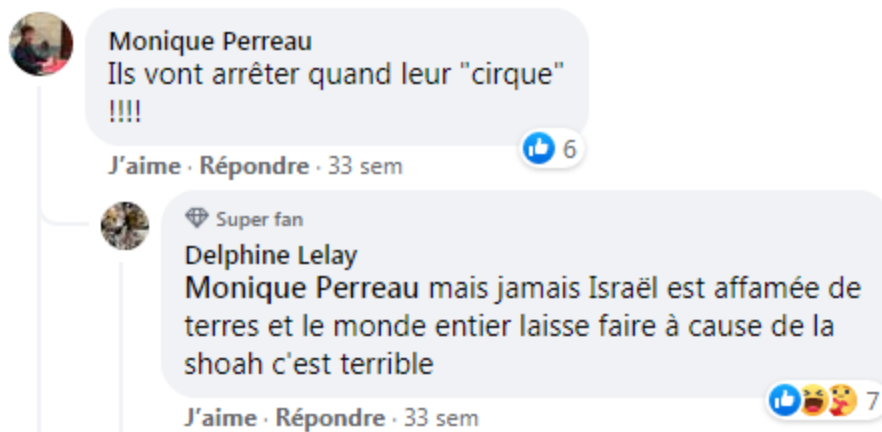 Monique Perreau
Ils vont arrêter quand leur "cirque"
!!!!
6
J'aime · Répondre · 33 sem
Super fan
Delphine Lelay
Monique Perreau mais jamais Israël est affamée de
terres et le monde entier laisse faire à cause de la
shoah c'est terrible
7
J'aime · Répondre · 33 sem